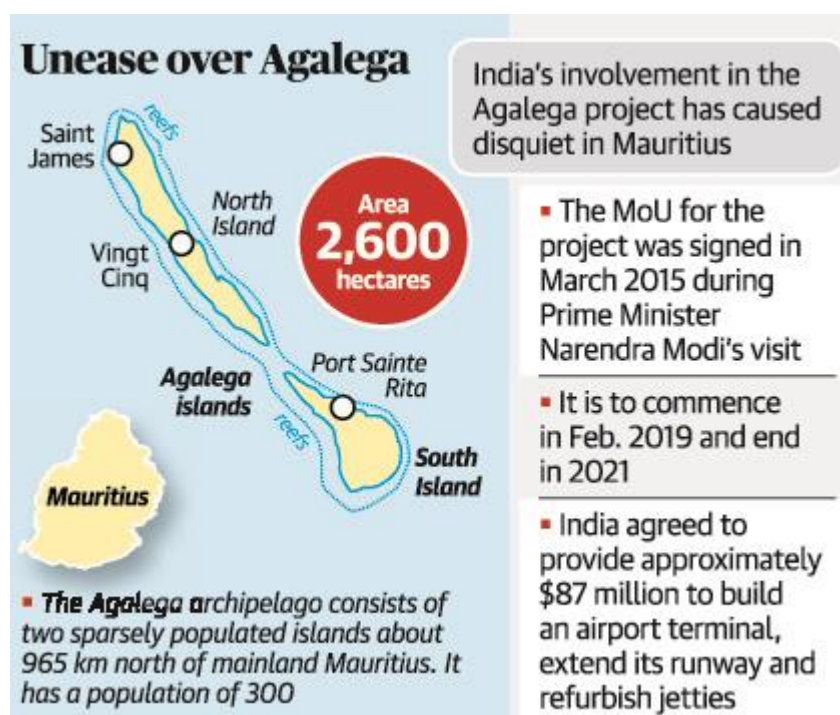 Unease over Agalega
India's involvement in the
Agalega project has caused
disquiet in Mauritius
reefs
Saint
James
North
Island
Vingt
Cinq
Area
2,600
hectares
Agalega
islands
Port Sainte
Rita
reefs
South
Island
Mauritius
▪ The Agalega archipelago consists of
two sparsely populated islands about
965 km north of mainland Mauritius. It
has a population of 300
▪ The MoU for the
project was signed in
March 2015 during
Prime Minister
Narendra Modi's visit
▪ It is to commence
in Feb. 2019 and end
in 2021
▪ India agreed to
provide approximately
$87 million to build
an airport terminal,
extend its runway and
refurbish jetties